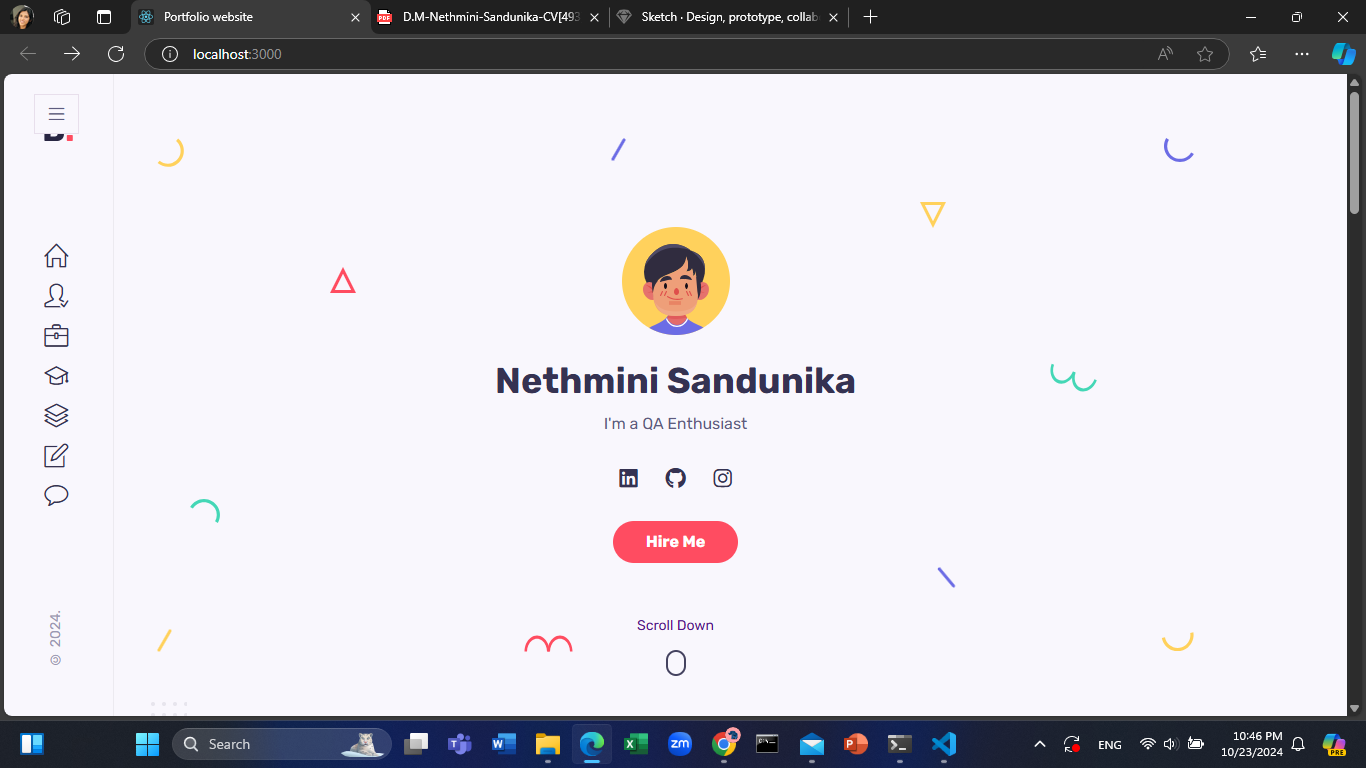 Portfolio website
D.M-Nethmini-Sandunika-CV[493
Sketch · Design, prototype, collab
localhost:3000
Nethmini Sandunika
I'm a QA Enthusiast
Hire Me
Scroll Down
© 2024.
Search
ENG
10:46 PM
10/23/2024